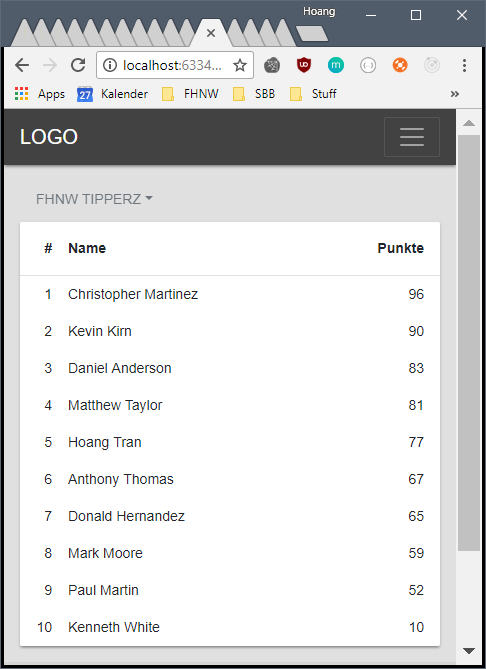 Hoang
localhost:6334...
Apps 27 Kalender FHNW SBB Stuff »
LOGO
FHNW TIPPERZ
# Name Punkte
1 Christopher Martinez 96
2 Kevin Kirn 90
3 Daniel Anderson 83
4 Matthew Taylor 81
5 Hoang Tran 77
6 Anthony Thomas 67
7 Donald Hernandez 65
8 Mark Moore 59
9 Paul Martin 52
10 Kenneth White 10